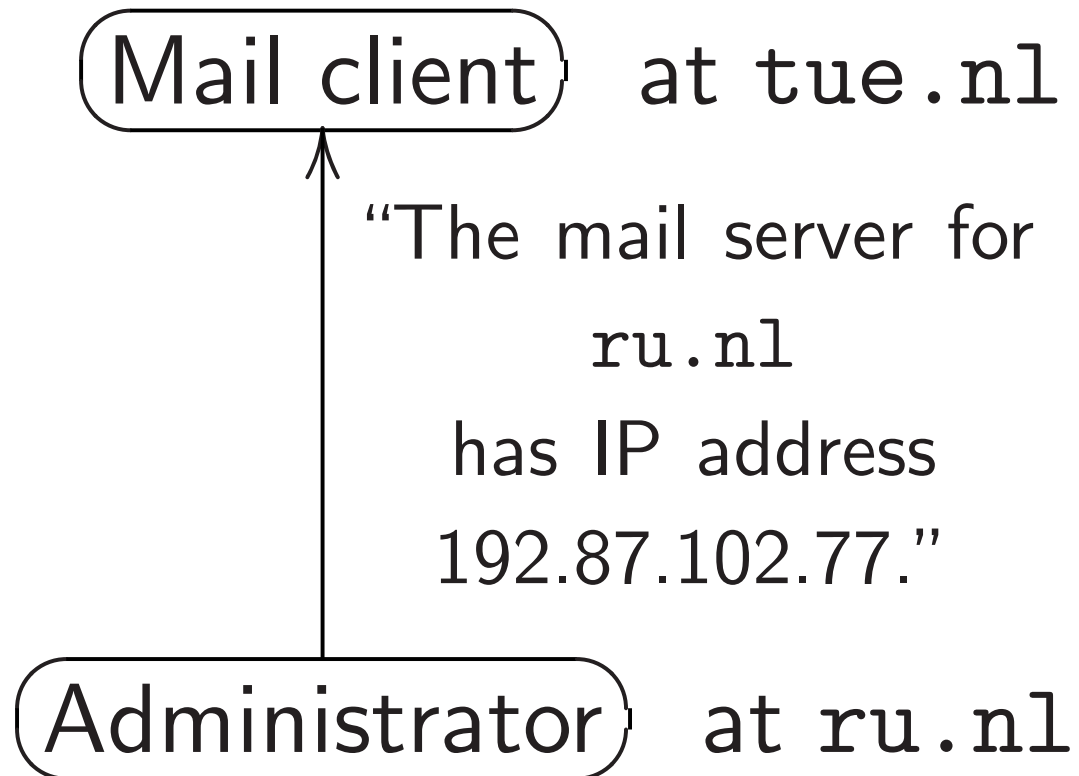 Mail client at tue.nl
“The mail server for
ru.nl
has IP address
192.87.102.77.”
Administrator at ru.nl